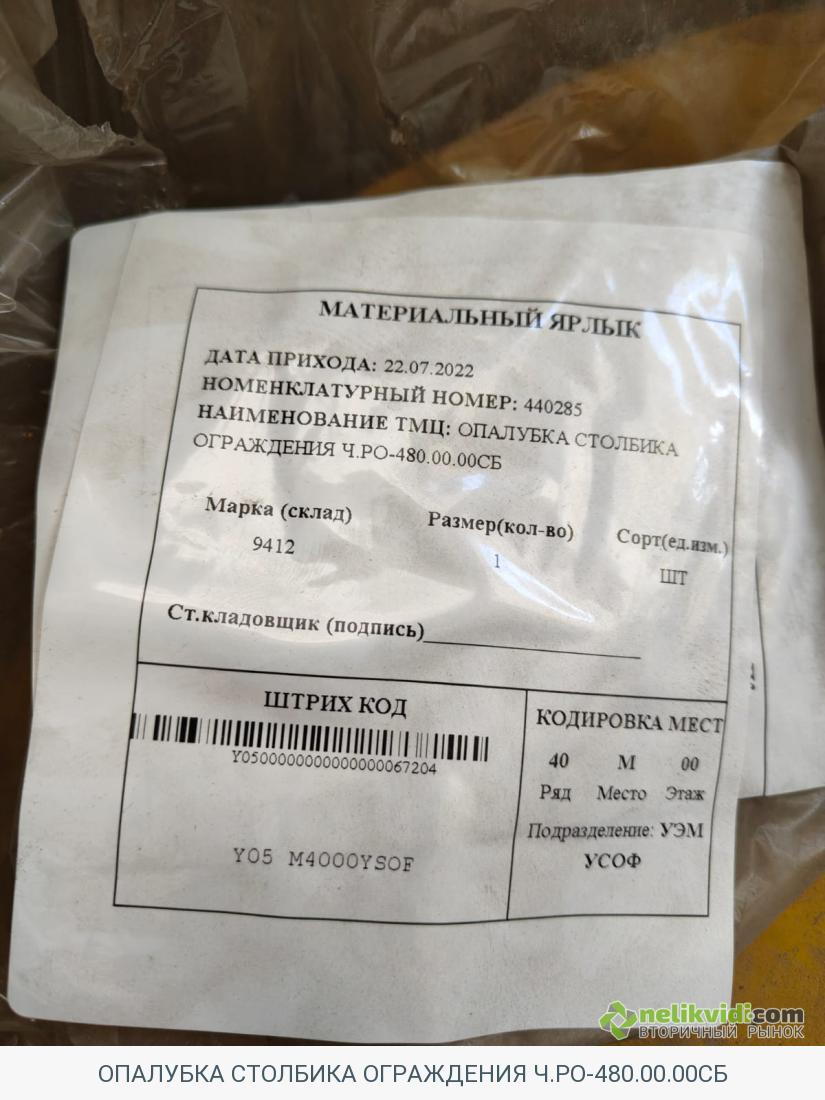 МАТЕРИАЛЬНЫЙ ЯРЛЫК
ДАТА ПРИХОДА: 22.07.2022
НОМЕНКЛАТУРНЫЙ НОМЕР: 440285
НАИМЕНОВАНИЕ ТМЦ: ОПАЛУБКА СТОЛБИКА
ОГРАЖДЕНИЯ Ч.РО-480.00.00СБ
Марка (склад) Размер(кол-во) Сорт(ед.изм.)
9412 1 ШТ
Ст.кладовщик (подпись)
ШТРИХ КОД
Y0500000000000000067204
Y05 M4000YSOF
КОДИРОВКА МЕСТ
40 М 00
Ряд Место Этаж
Подразделение: УЭМ
УСОФ
nelikvidi.com
ВТОРИЧНЫЙ РЫНОК
ОПАЛУБКА СТОЛБИКА ОГРАЖДЕНИЯ Ч.РО-480.00.00СБ